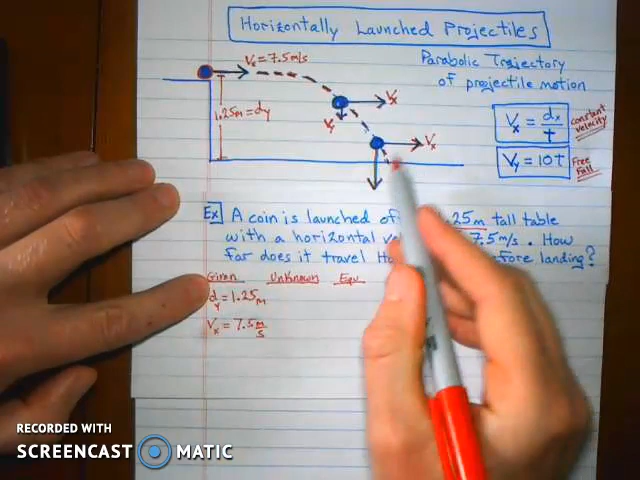 Horizontally Launched Projectiles
Vx = 7.5 m/s
Parabolic Trajectory
of projectile motion
1.25m = dy
Vx
Vy
Vx
Vx = dx/t
constant velocity
Vy = 10t
Free Fall
Ex A coin is launched of 1.25m tall table
with a horizontal 7.5 m/s. How
far does it travel before landing?
Given Unknown Equ
dy = 1.25m
Vx = 7.5 m/s
RECORDED WITH
SCREENCAST MATIC